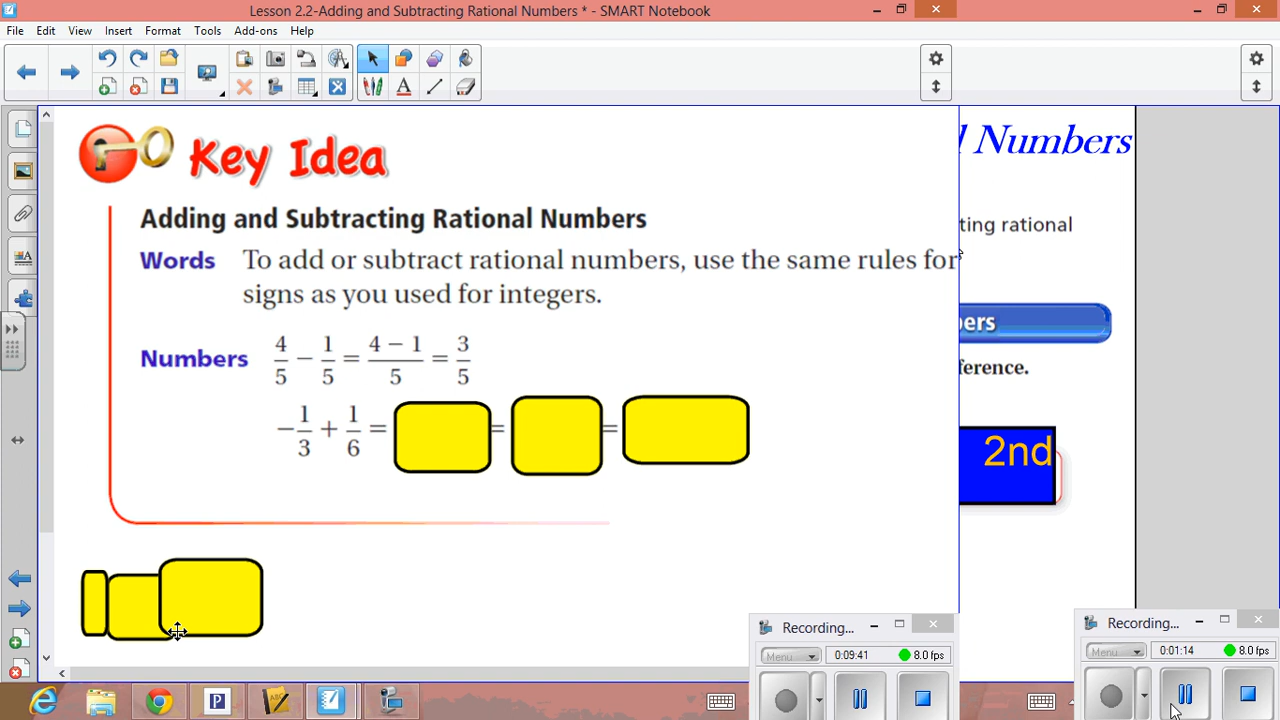 Lesson 2.2-Adding and Subtracting Rational Numbers * - SMART Notebook
File Edit View Insert Format Tools Add-ons Help
Key Idea
Numbers
Adding and Subtracting Rational Numbers
ting rational
Words To add or subtract rational numbers, use the same rules for
signs as you used for integers.
bers
Numbers 4/5 − 1/5 = 4 − 1/5 = 3/5
ference.
−1/3 + 1/6 = = =
2nd
Recording...
Menu 0:09:41 8.0 fps
Recording...
Menu 0:01:14 8.0 fps